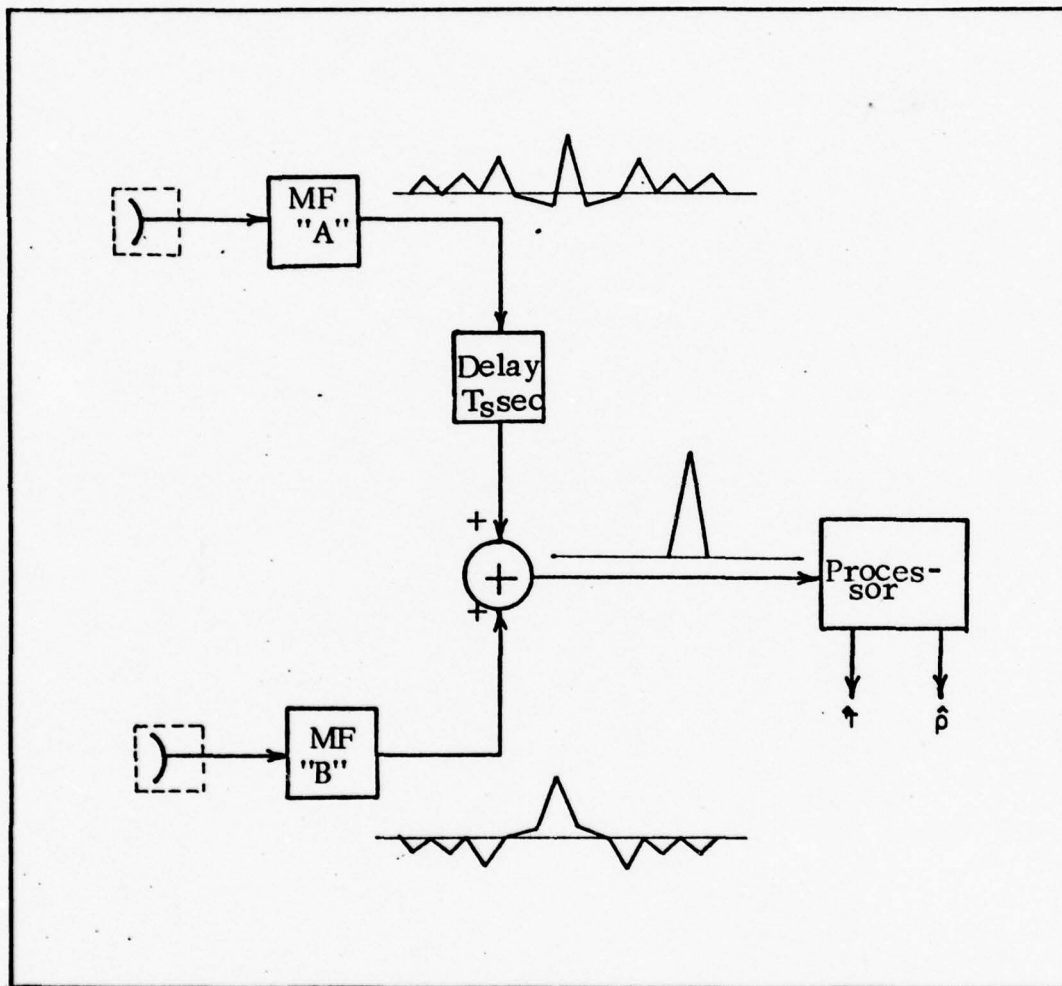 MF
"A"
Delay
Tₛsec
+
+
+
Proces-
sor
τ̂
ρ̂
MF
"B"